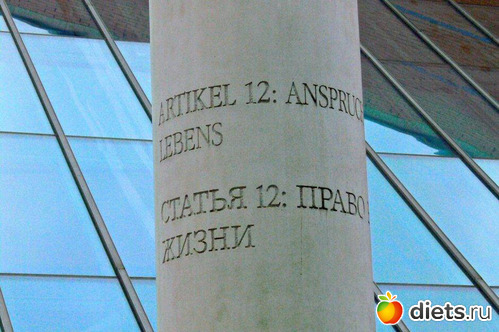 ARTIKEL 12: ANSPRUC
LEBENS
СТАТЬЯ 12: ПРАВО
ЖИЗНИ
diets.ru